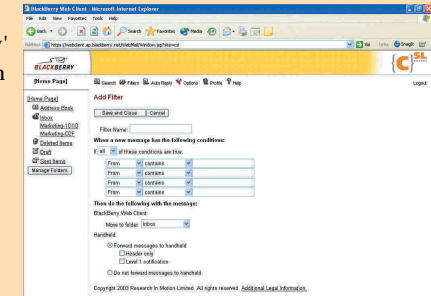 BlackBerry Web Client - Microsoft Internet Explorer
File Edit View Favorites Tools Help
Back Search Favorites Media
Address https://webclient.ap.blackberry.net/WebMail/Window.jsp?site=csl Go Links SnagIt
BLACKBERRY
{C}SL
[Home Page] Search Filters Auto Reply Options Profile Help Logout
[Home Page]
Address Book
Inbox
Marketing-1O1O
Marketing-O2F
Deleted Items
Draft
Sent Items
Manage Folders
Add Filter
Save and Close Cancel
Filter Name:
When a new message has the following conditions:
If all of these conditions are true,
From contains
From contains
From contains
From contains
Then do the following with the message:
BlackBerry Web Client
Move to folder: Inbox
Handheld
Forward messages to handheld
Header only
Level 1 notification
Do not forward messages to handheld
Copyright 2003 Research In Motion Limited. All rights reserved. Additional Legal Information.